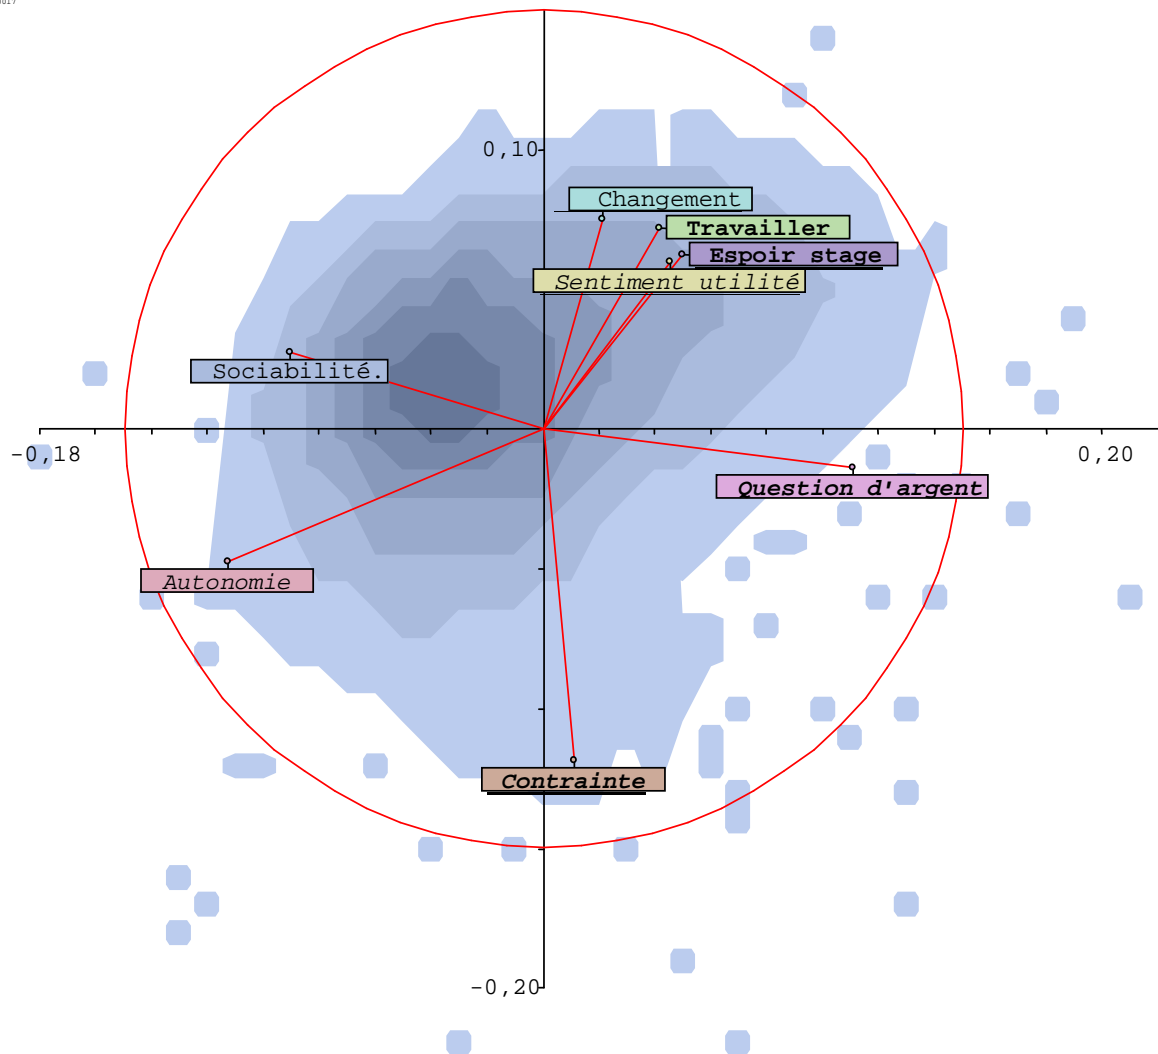 0,10
Changement
Travailler
Espoir stage
Sentiment utilité
Sociabilité.
-0,18
0,20
Question d'argent
Autonomie
Contrainte
-0,20